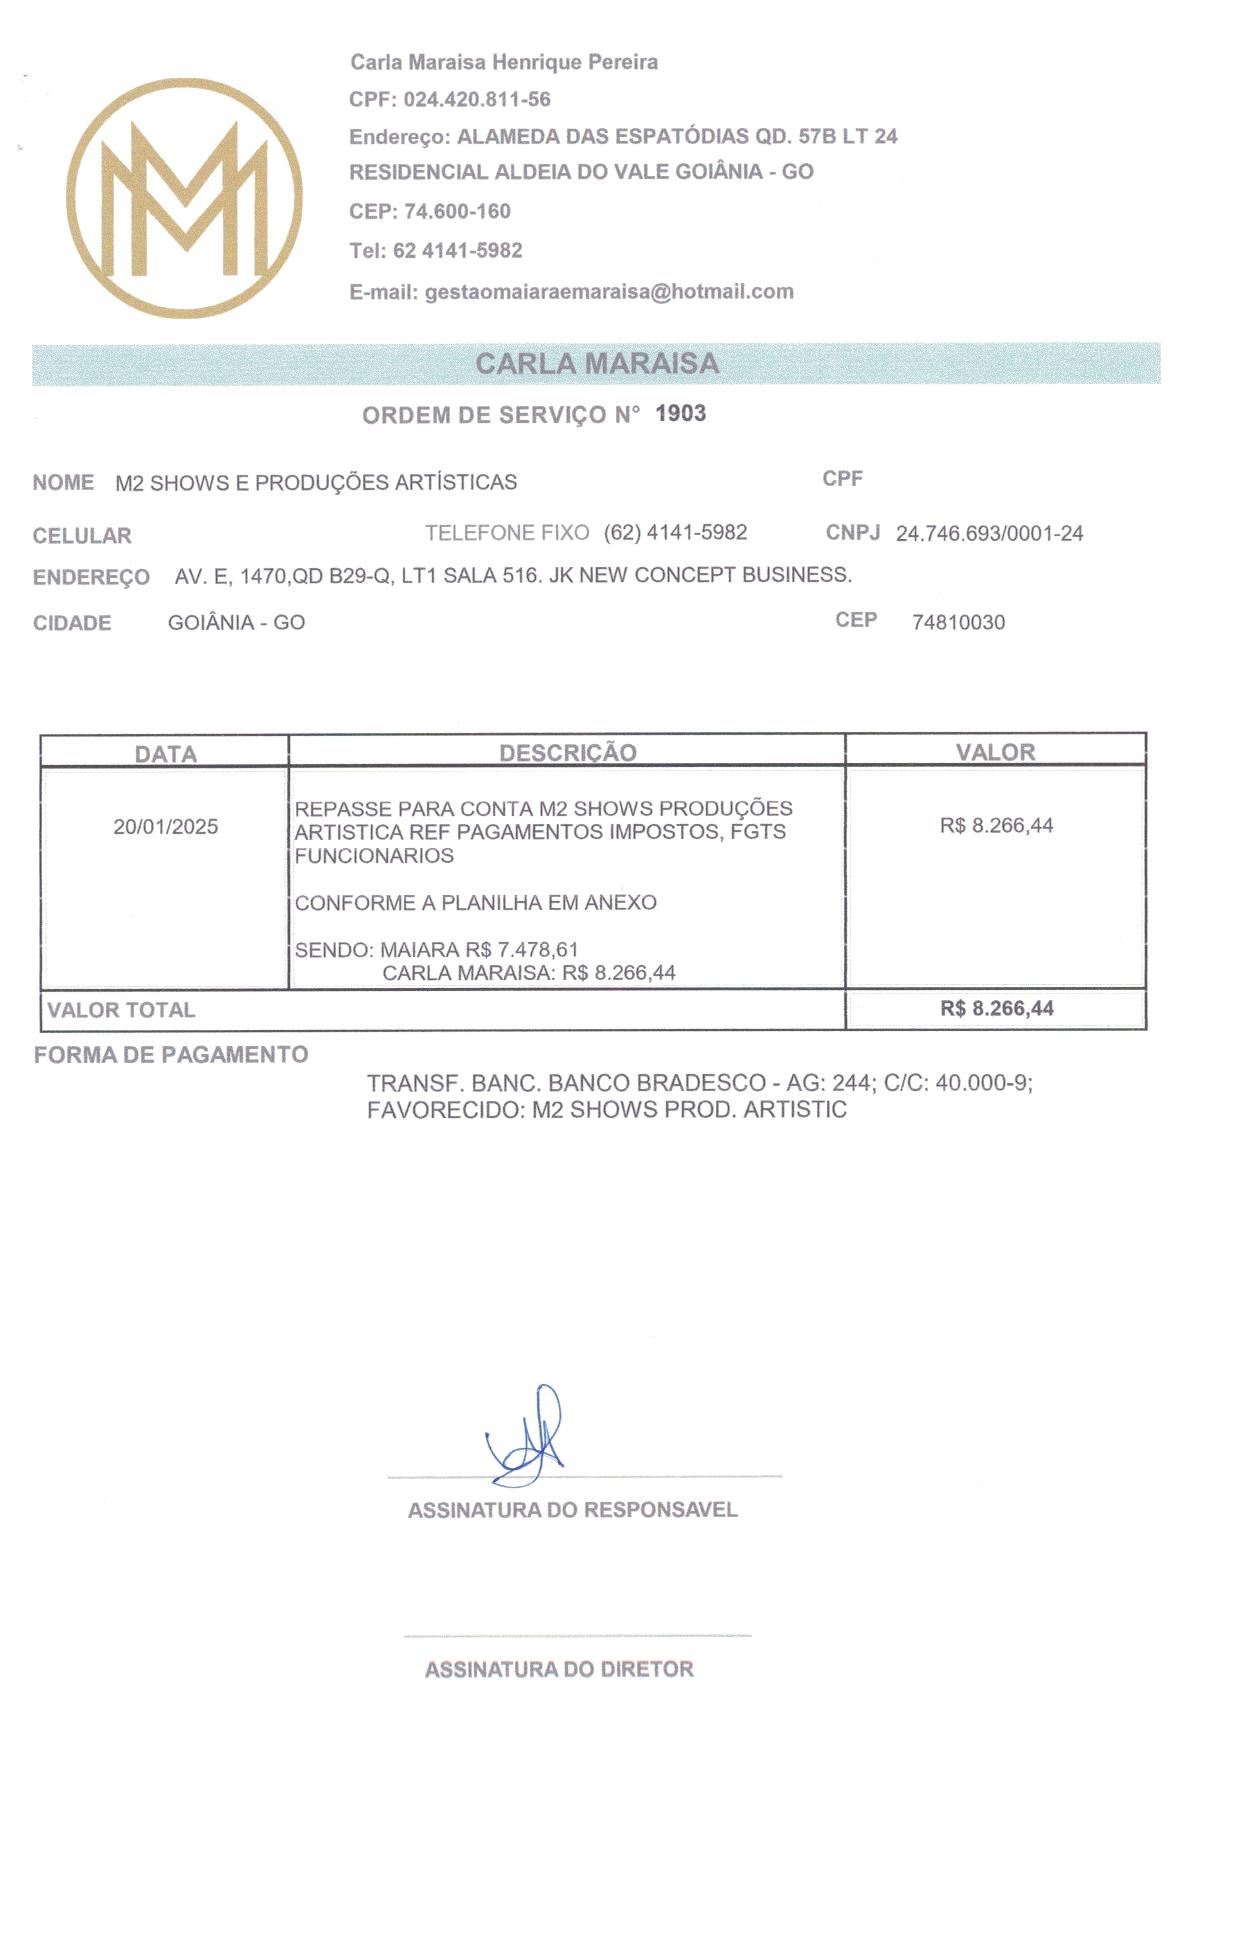 Carla Maraisa Henrique Pereira
CPF: 024.420.811-56
Endereço: ALAMEDA DAS ESPATÓDIAS QD. 57B LT 24
RESIDENCIAL ALDEIA DO VALE GOIÂNIA - GO
CEP: 74.600-160
Tel: 62 4141-5982
E-mail: gestaomaiaraemaraisa@hotmail.com
CARLA MARAISA
ORDEM DE SERVIÇO N° 1903
NOME M2 SHOWS E PRODUÇÕES ARTÍSTICAS CPF
CELULAR TELEFONE FIXO (62) 4141-5982 CNPJ 24.746.693/0001-24
ENDEREÇO AV. E, 1470,QD B29-Q, LT1 SALA 516. JK NEW CONCEPT BUSINESS.
CIDADE GOIÂNIA - GO CEP 74810030
DATA DESCRIÇÃO VALOR
REPASSE PARA CONTA M2 SHOWS PRODUÇÕES
20/01/2025 ARTISTICA REF PAGAMENTOS IMPOSTOS, FGTS R$ 8.266,44
FUNCIONARIOS
CONFORME A PLANILHA EM ANEXO
SENDO: MAIARA R$ 7.478,61
CARLA MARAISA: R$ 8.266,44
VALOR TOTAL R$ 8.266,44
FORMA DE PAGAMENTO
TRANSF. BANC. BANCO BRADESCO - AG: 244; C/C: 40.000-9;
FAVORECIDO: M2 SHOWS PROD. ARTISTIC
ASSINATURA DO RESPONSAVEL
ASSINATURA DO DIRETOR